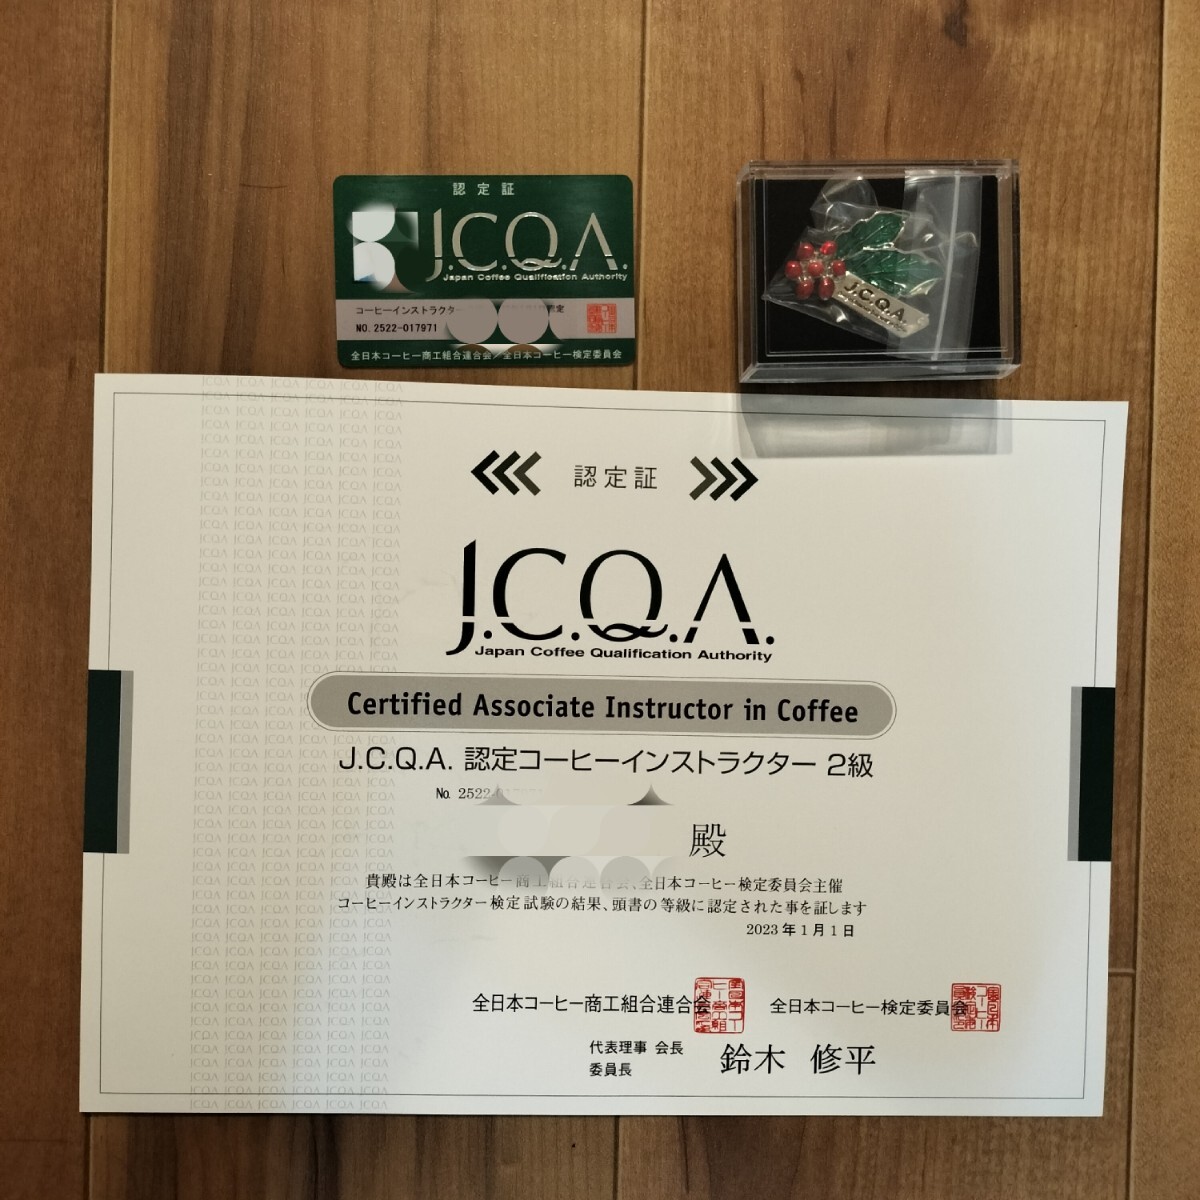 認定証
J.C.Q.A.
Japan Coffee Qualification Authority
コーヒーインストラクター
NO. 2522-017971
全日本コーヒー商工組合連合会／全日本コーヒー検定委員会
J.C.Q.A.
認定証
J.C.Q.A.
Japan Coffee Qualification Authority
Certified Associate Instructor in Coffee
J.C.Q.A. 認定コーヒーインストラクター 2級
No. 2522-
殿
貴殿は全日本コーヒー商工組合連合会、全日本コーヒー検定委員会主催
コーヒーインストラクター検定試験の結果、頭書の等級に認定された事を証します
2023年1月1日
全日本コーヒー商工組合連合会 全日本コーヒー検定委員会
代表理事 会長
委員長
鈴木 修平